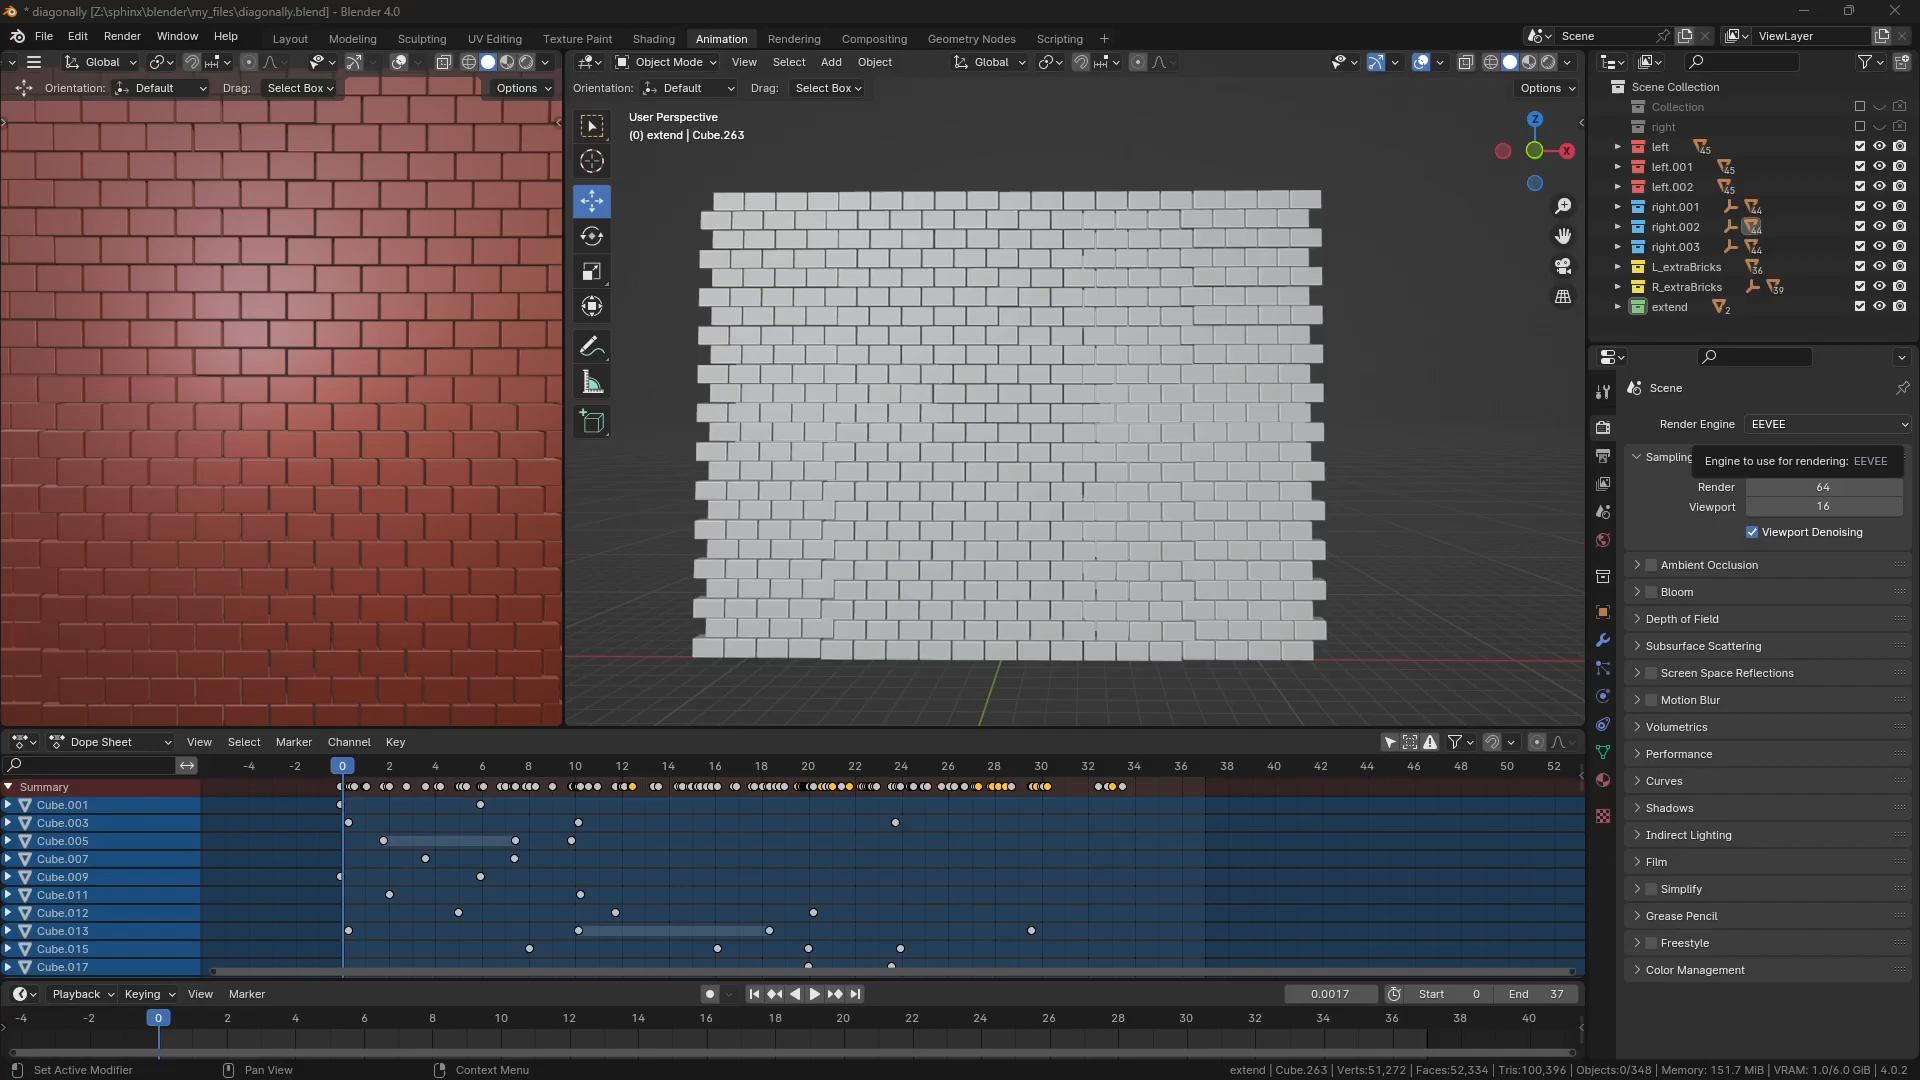 * diagonally [Z:\sphinx\blender\my_files\diagonally.blend] - Blender 4.0
File Edit Render Window Help
Layout Modeling Sculpting UV Editing Texture Paint Shading Animation Rendering Compositing Geometry Nodes Scripting +
Scene ViewLayer
Global
Object Mode View Select Add Object Global
Orientation: Default Drag: Select Box Options
Orientation: Default Drag: Select Box Options
User Perspective
(0) extend | Cube.263
Z
X
Scene Collection
Collection
right
left 45
left.001 45
left.002 45
right.001 44
right.002 44
right.003 44
L_extraBricks 36
R_extraBricks 39
extend 2
Scene
Render Engine EEVEE
Sampling
Engine to use for rendering: EEVEE
Render 64
Viewport 16
Viewport Denoising
Ambient Occlusion
Bloom
Depth of Field
Subsurface Scattering
Screen Space Reflections
Motion Blur
Volumetrics
Performance
Curves
Shadows
Indirect Lighting
Film
Simplify
Grease Pencil
Freestyle
Color Management
Dope Sheet View Select Marker Channel Key
-4 -2 0 2 4 6 8 10 12 14 16 18 20 22 24 26 28 30 32 34 36 38 40 42 44 46 48 50 52
Summary
Cube.001
Cube.003
Cube.005
Cube.007
Cube.009
Cube.011
Cube.012
Cube.013
Cube.015
Cube.017
Playback Keying View Marker 0.0017 Start 0 End 37
-4 -2 0 2 4 6 8 10 12 14 16 18 20 22 24 26 28 30 32 34 36 38 40
Set Active Modifier Pan View Context Menu extend | Cube.263 | Verts:51,272 | Faces:52,334 | Tris:100,396 | Objects:0/348 | Memory: 151.7 MiB | VRAM: 1.0/6.0 GiB | 4.0.2